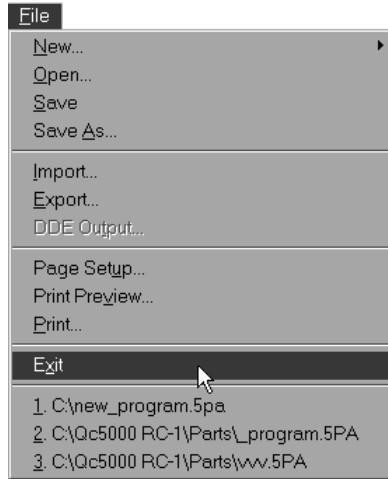 File
New...
Open...
Save
Save As...
Import...
Export...
DDE Output...
Page Setup...
Print Preview...
Print...
Exit
1. C:\new_program.5pa
2. C:\Qc5000 RC-1\Parts\_program.5PA
3. C:\Qc5000 RC-1\Parts\vvv.5PA